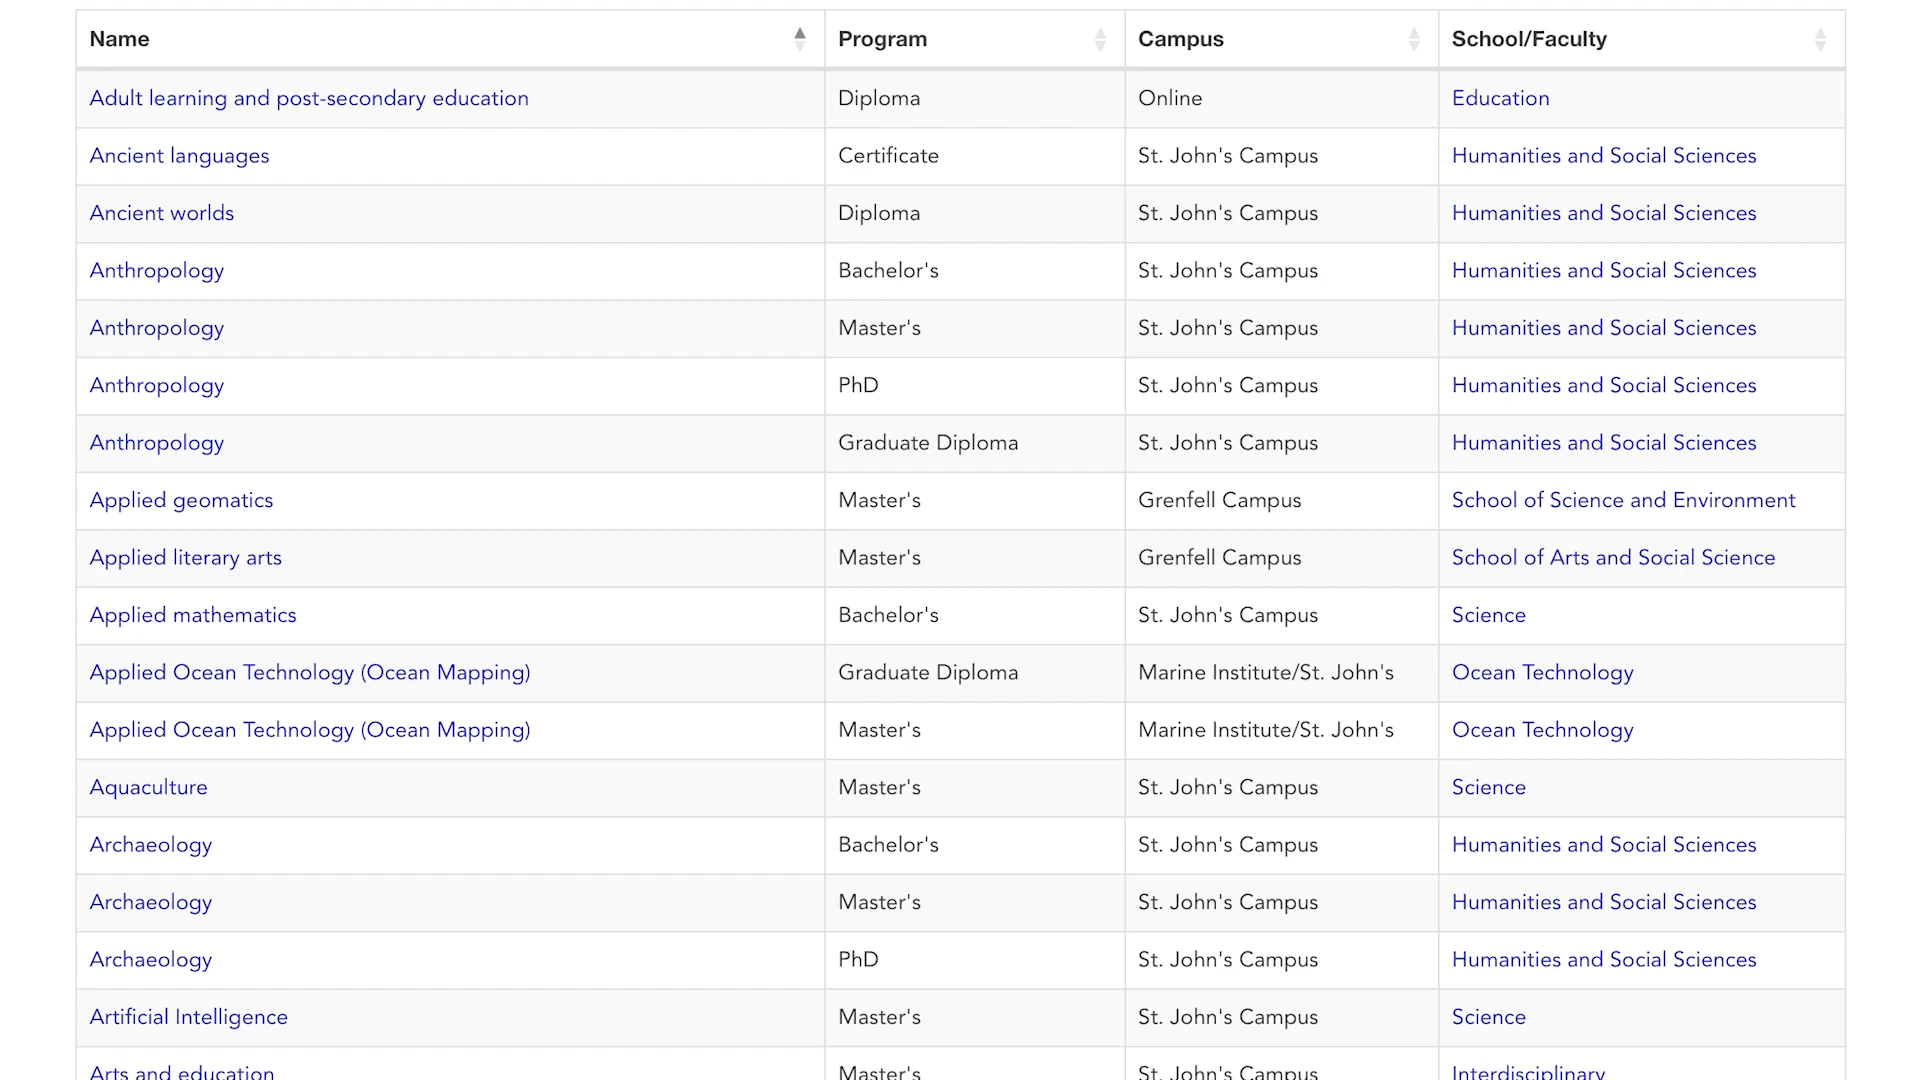 Name Program Campus School/Faculty
Adult learning and post-secondary education Diploma Online Education
Ancient languages Certificate St. John's Campus Humanities and Social Sciences
Ancient worlds Diploma St. John's Campus Humanities and Social Sciences
Anthropology Bachelor's St. John's Campus Humanities and Social Sciences
Anthropology Master's St. John's Campus Humanities and Social Sciences
Anthropology PhD St. John's Campus Humanities and Social Sciences
Anthropology Graduate Diploma St. John's Campus Humanities and Social Sciences
Applied geomatics Master's Grenfell Campus School of Science and Environment
Applied literary arts Master's Grenfell Campus School of Arts and Social Science
Applied mathematics Bachelor's St. John's Campus Science
Applied Ocean Technology (Ocean Mapping) Graduate Diploma Marine Institute/St. John's Ocean Technology
Applied Ocean Technology (Ocean Mapping) Master's Marine Institute/St. John's Ocean Technology
Aquaculture Master's St. John's Campus Science
Archaeology Bachelor's St. John's Campus Humanities and Social Sciences
Archaeology Master's St. John's Campus Humanities and Social Sciences
Archaeology PhD St. John's Campus Humanities and Social Sciences
Artificial Intelligence Master's St. John's Campus Science
Arts and education Master's St. John's Campus Interdisciplinary